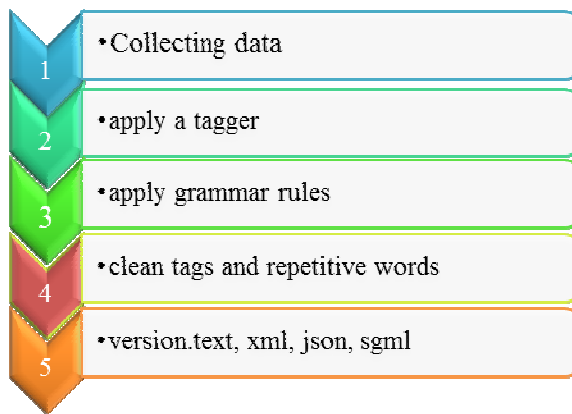 1
•Collecting data
2
•apply a tagger
3
•apply grammar rules
4
•clean tags and repetitive words
5
•version.text, xml, json, sgml